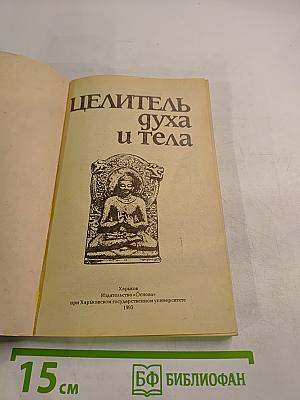 ЦЕЛИТЕЛЬ
духа
и тела
Харьков
Издательство «Основа»
при Харьковском государственном университете
1993
15 см
БФ БИБЛИОФАН